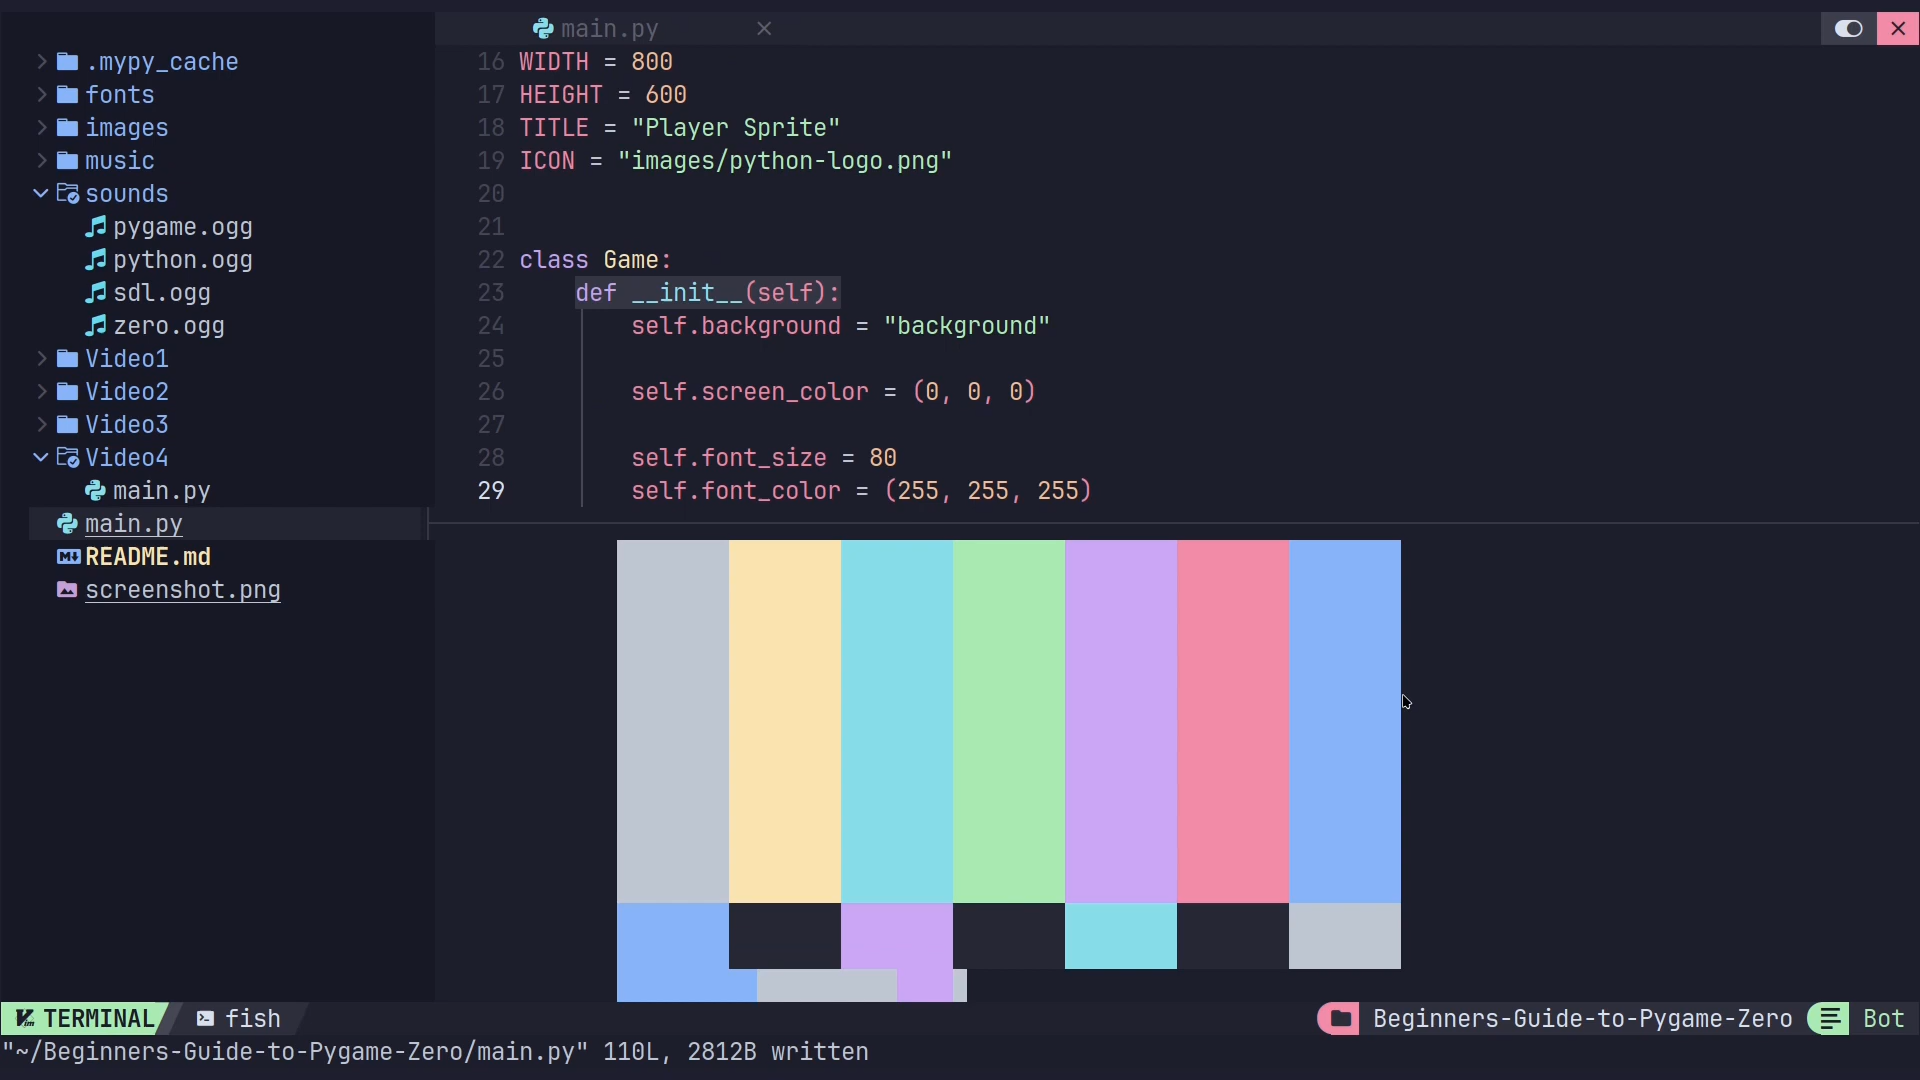 main.py
.mypy_cache
fonts
images
music
sounds
pygame.ogg
python.ogg
sdl.ogg
zero.ogg
Video1
Video2
Video3
Video4
main.py
main.py
README.md
screenshot.png
16 WIDTH = 800
17 HEIGHT = 600
18 TITLE = "Player Sprite"
19 ICON = "images/python-logo.png"
20
21
22 class Game:
23 def __init__(self):
24 self.background = "background"
25
26 self.screen_color = (0, 0, 0)
27
28 self.font_size = 80
29 self.font_color = (255, 255, 255)
TERMINAL fish Beginners-Guide-to-Pygame-Zero Bot
"~/Beginners-Guide-to-Pygame-Zero/main.py" 110L, 2812B written